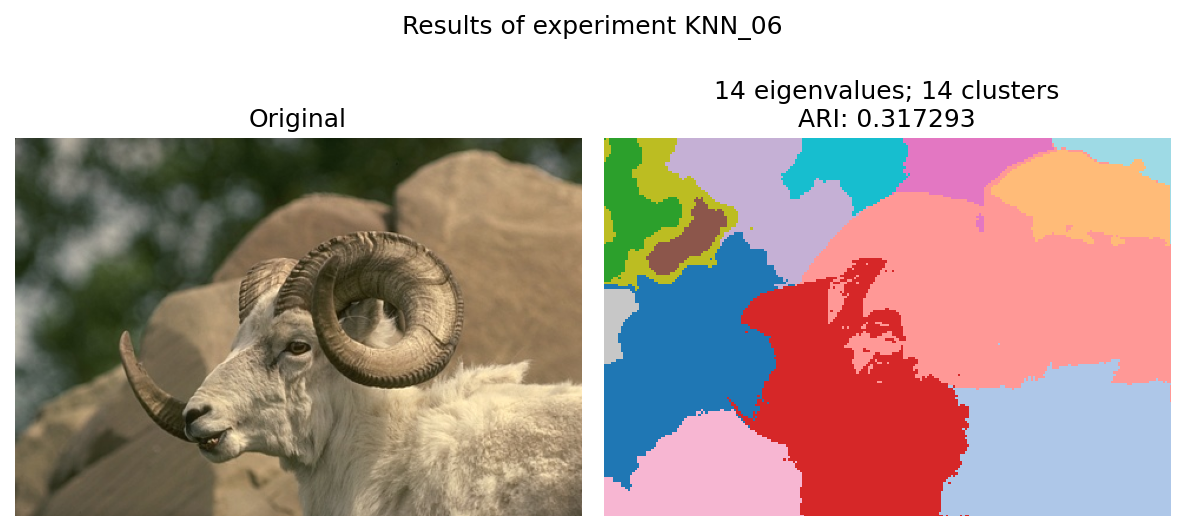 Results of experiment KNN_06
Original
14 eigenvalues; 14 clusters
ARI: 0.317293